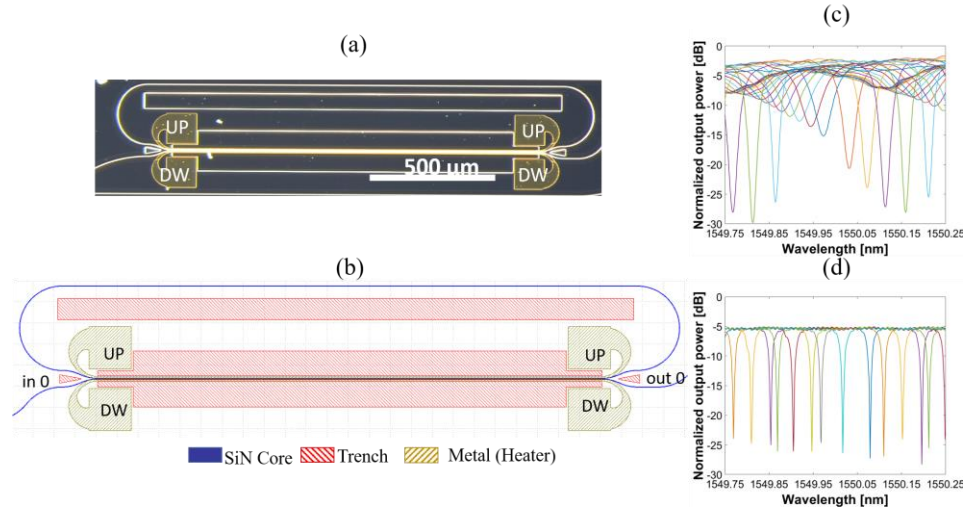 (a)
UP
UP
500 µm
DW
DW
(b)
UP
UP
in 0
out 0
DW
DW
SiN Core
Trench
Metal (Heater)
(c)
Normalized output power [dB]
0
-5
-10
-15
-20
-25
-30
1549.75
1549.85
1549.95
1550.05
1550.15
1550.25
Wavelength [nm]
(d)
Normalized output power [dB]
0
-5
-10
-15
-20
-25
-30
1549.75
1549.85
1549.95
1550.05
1550.15
1550.25
Wavelength [nm]